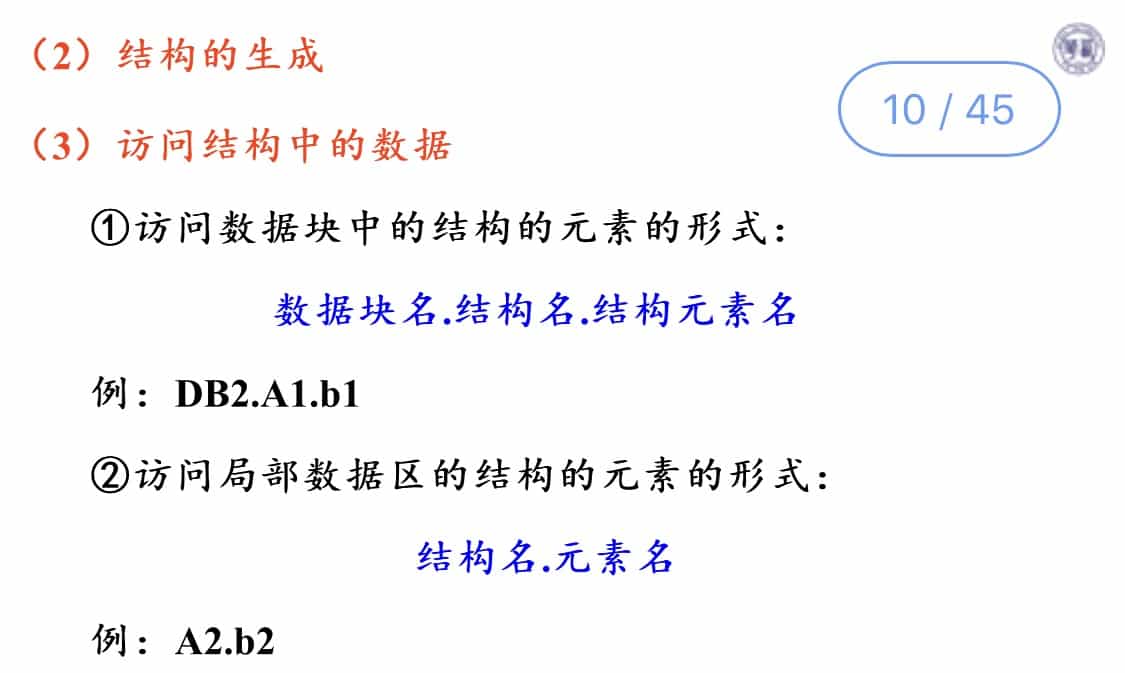 （2）结构的生成
10 / 45
（3）访问结构中的数据
①访问数据块中的结构的元素的形式：
数据块名.结构名.结构元素名
例：DB2.A1.b1
②访问局部数据区的结构的元素的形式：
结构名.元素名
例：A2.b2